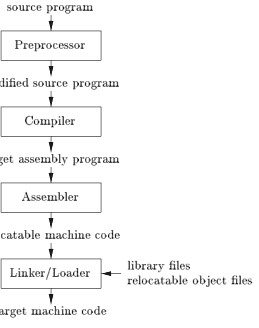 source program
Preprocessor
dified source program
Compiler
get assembly program
Assembler
catable machine code
Linker/Loader
library files
relocatable object files
arget machine code